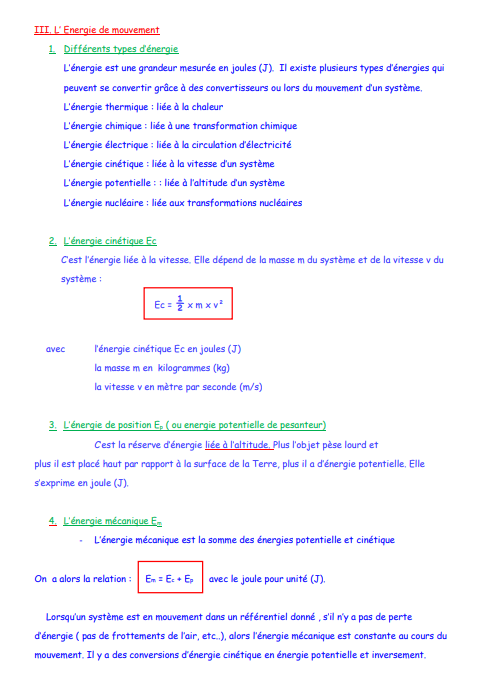 III. L' Energie de mouvement
1. Différents types d'énergie
L'énergie est une grandeur mesurée en joules (J). Il existe plusieurs types d'énergies qui
peuvent se convertir grâce à des convertisseurs ou lors du mouvement d'un système.
L'énergie thermique : liée à la chaleur
L'énergie chimique : liée à une transformation chimique
L'énergie électrique : liée à la circulation d'électricité
L'énergie cinétique : liée à la vitesse d'un système
L'énergie potentielle : : liée à l'altitude d'un système
L'énergie nucléaire : liée aux transformations nucléaires
2. L'énergie cinétique Ec
C'est l'énergie liée à la vitesse. Elle dépend de la masse m du système et de la vitesse v du
système :
Ec = 1/2 x m x v²
avec l'énergie cinétique Ec en joules (J)
la masse m en kilogrammes (kg)
la vitesse v en mètre par seconde (m/s)
3. L'énergie de position Ep ( ou energie potentielle de pesanteur)
C'est la réserve d'énergie liée à l'altitude. Plus l'objet pèse lourd et
plus il est placé haut par rapport à la surface de la Terre, plus il a d'énergie potentielle. Elle
s'exprime en joule (J).
4. L'énergie mécanique Em
- L'énergie mécanique est la somme des énergies potentielle et cinétique
On a alors la relation : Em = Ec + Ep avec le joule pour unité (J).
Lorsqu'un système est en mouvement dans un référentiel donné , s'il n'y a pas de perte
d'énergie ( pas de frottements de l'air, etc..), alors l'énergie mécanique est constante au cours du
mouvement. Il y a des conversions d'énergie cinétique en énergie potentielle et inversement.